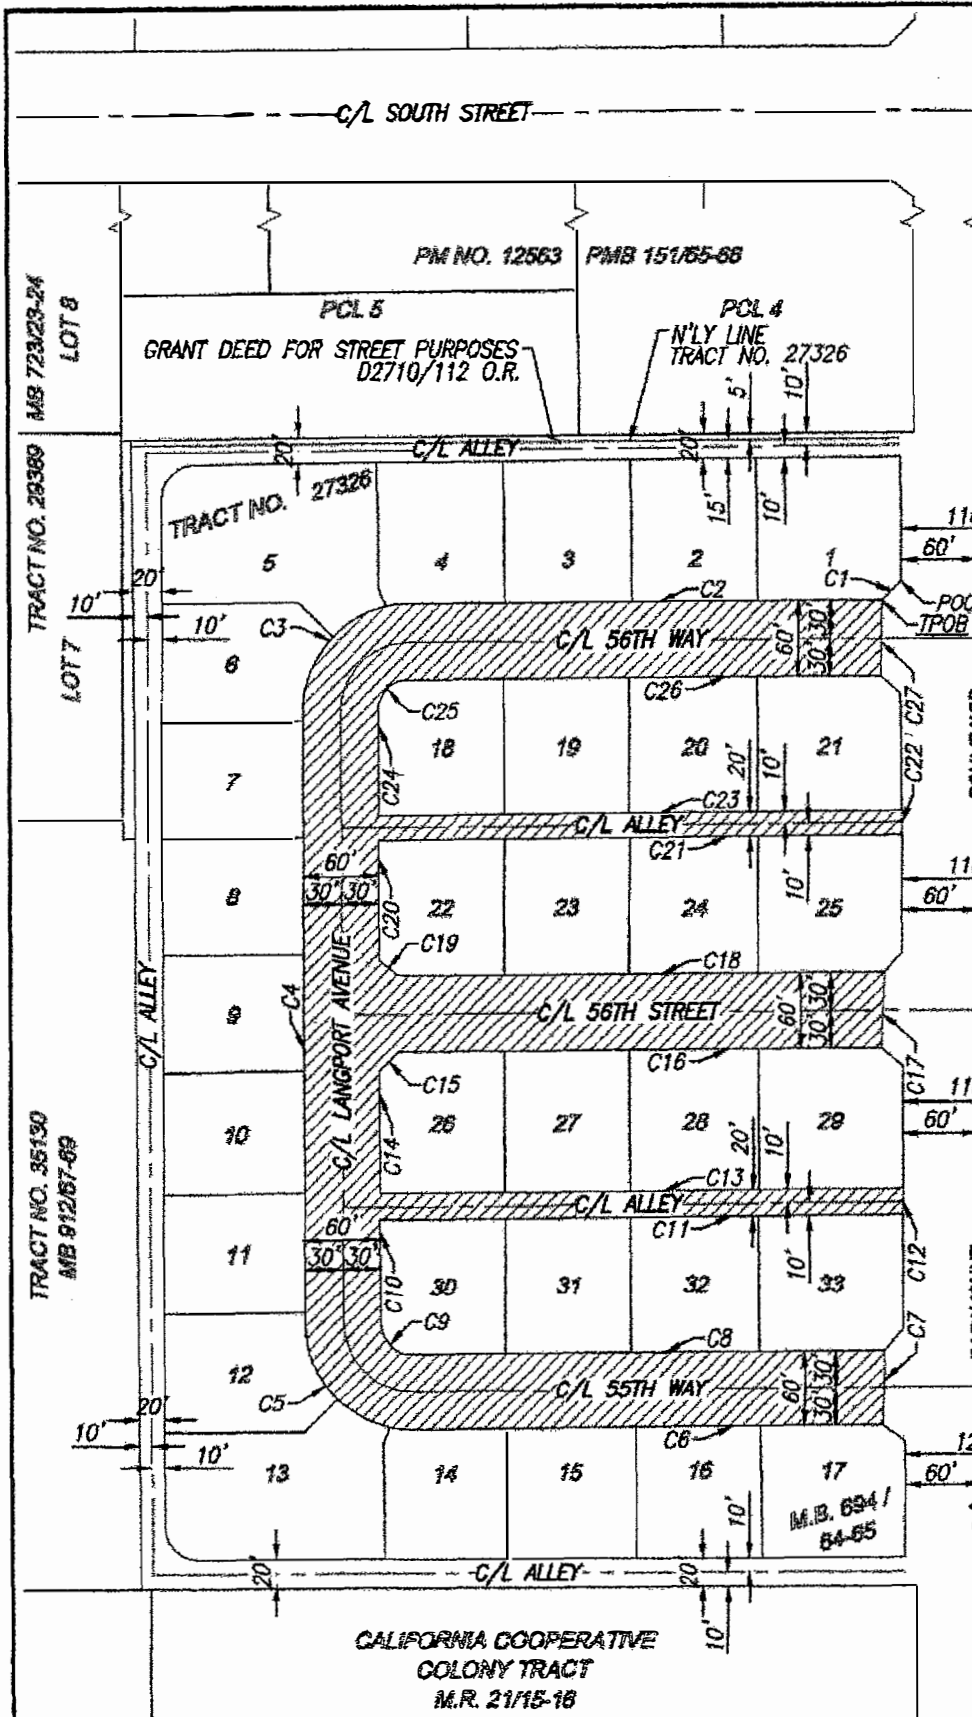 C/L SOUTH STREET
PM NO. 12563
PMB 151/65-66
MB 723/23-24
LOT 8
PCL 5
PCL 4
GRANT DEED FOR STREET PURPOSES
D2710/112 O.R.
N'LY LINE
TRACT NO. 27326
5'
10'
20'
C/L ALLEY
20'
15'
10'
TRACT NO. 29389
LOT 7
TRACT NO. 27326
5
4
3
2
1
60'
C1
POC
TPOB
20'
10'
10'
C2
C3
C/L 56TH WAY
60'
30'
30'
6
C26
C27
C25
C24
18
19
20
21
20'
10'
C22
7
C23
C/L ALLEY
C21
10'
60'
30'
30'
8
C20
22
23
24
25
60'
C19
C18
C/L ALLEY
C4
C/L LANGPORT AVENUE
9
C/L 56TH STREET
60'
30'
30'
C16
C17
C15
C14
10
26
27
28
29
20'
10'
60'
TRACT NO. 35130
MB 912/67-69
C13
C/L ALLEY
C11
10'
C12
60'
30'
30'
11
C10
30
31
32
33
C9
C8
C7
12
C5
C/L 55TH WAY
60'
30'
30'
20'
10'
10'
C6
13
14
15
16
17
60'
M.B. 694/
64-65
10'
20'
C/L ALLEY
20'
10'
CALIFORNIA COOPERATIVE
COLONY TRACT
M.R. 21/15-16